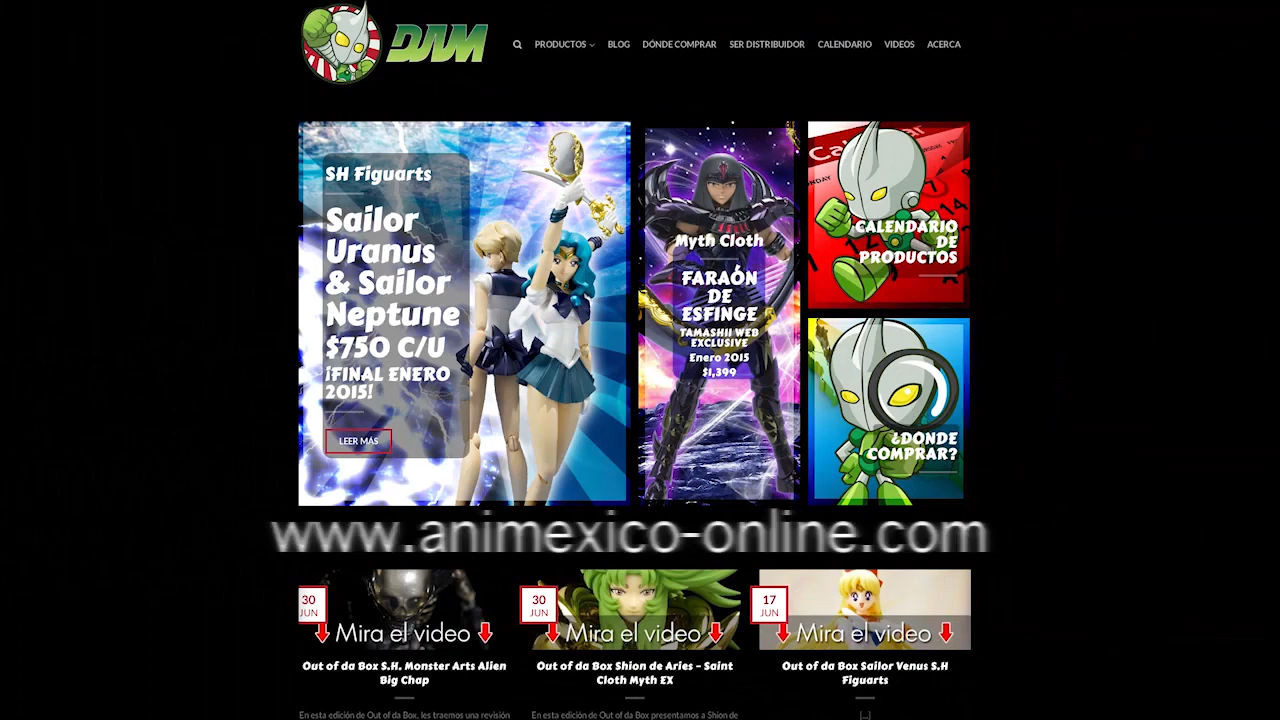 DAM
PRODUCTOS
BLOG
DÓNDE COMPRAR
SER DISTRIBUIDOR
CALENDARIO
VIDEOS
ACERCA
SH Figuarts
Sailor
Uranus
& Sailor
Neptune
$750 C/U
¡FINAL ENERO
2015!
LEER MÁS
Myth Cloth
FARAÓN
DE
ESFINGE
TAMASHII WEB
EXCLUSIVE
Enero 2015
$1,399
CALENDARIO
DE
PRODUCTOS
¿DONDE
COMPRAR?
www.animexico-online.com
30
JUN
Mira el video
Out of da Box S.H. Monster Arts Alien
Big Chap
En esta edición de Out of da Box, les traemos una revisión
30
JUN
Mira el video
Out of da Box Shion de Aries – Saint
Cloth Myth EX
En esta edición de Out of da Box presentamos a Shion de
17
JUN
Mira el video
Out of da Box Sailor Venus S.H
Figuarts
[...]